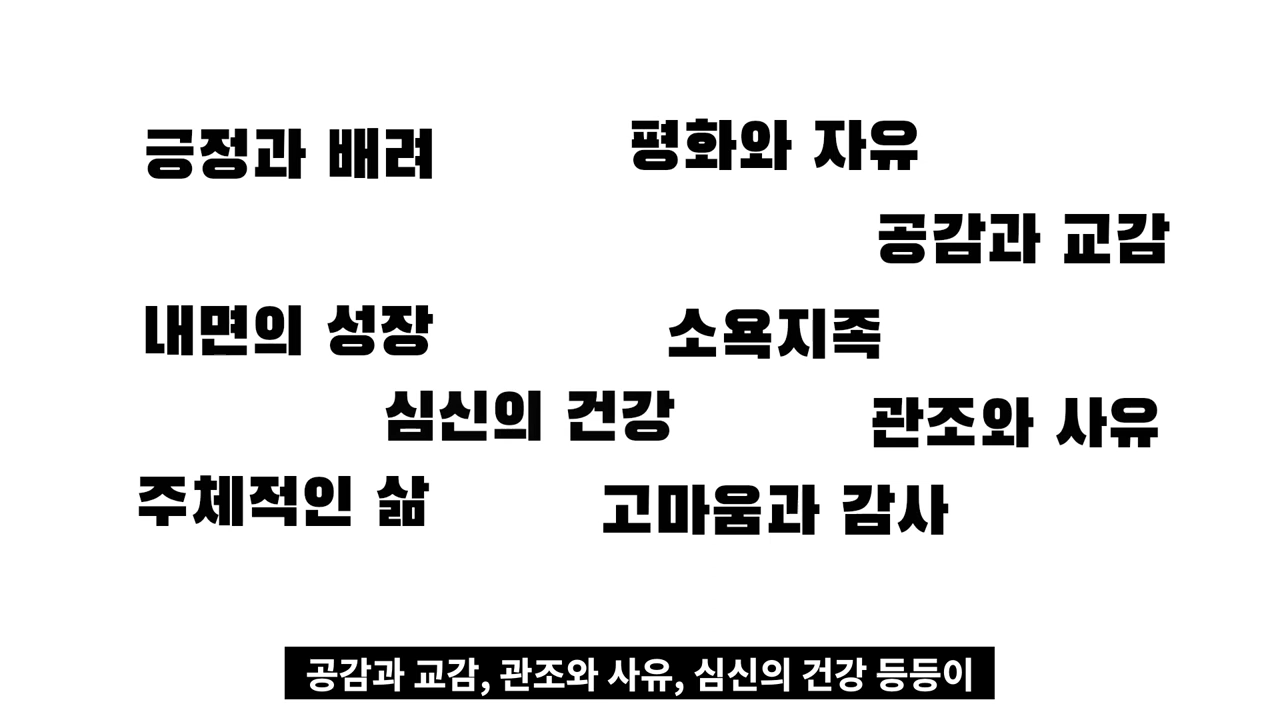 긍정과 배려
평화와 자유
공감과 교감
내면의 성장
소욕지족
심신의 건강
관조와 사유
주체적인 삶
고마움과 감사
공감과 교감, 관조와 사유, 심신의 건강 등등이